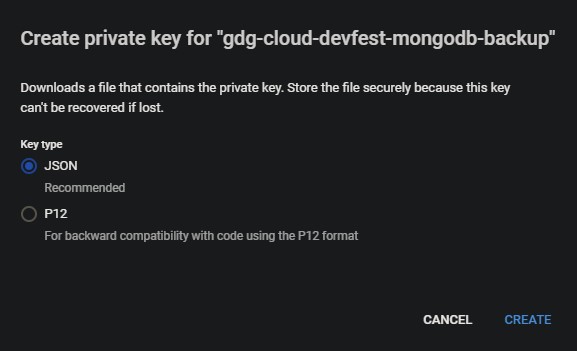 Create private key for "gdg-cloud-devfest-mongodb-backup"
Downloads a file that contains the private key. Store the file securely because this key
can't be recovered if lost.
Key type
JSON
Recommended
P12
For backward compatibility with code using the P12 format
CANCEL CREATE